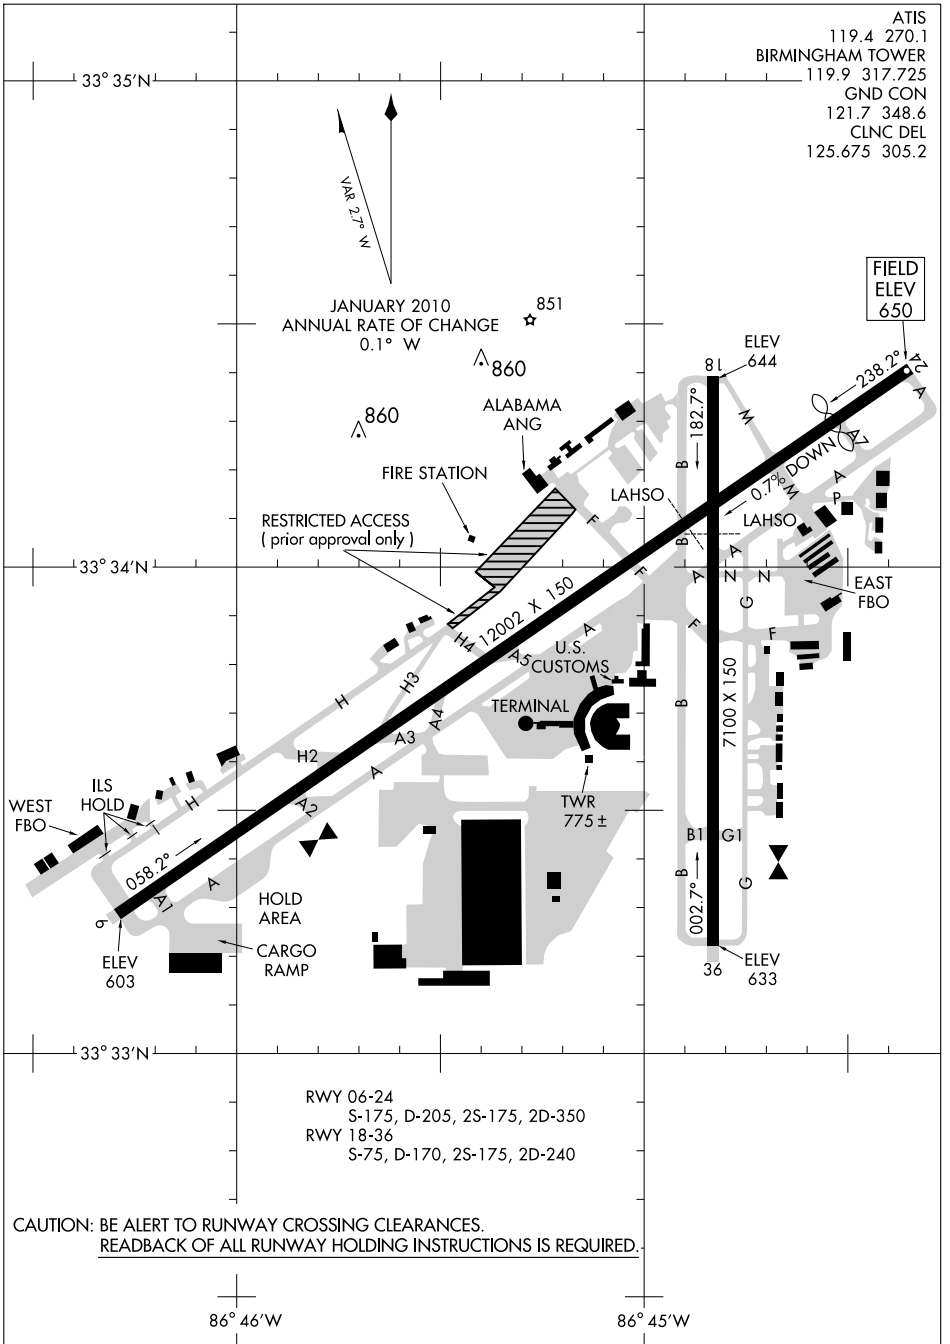 ATIS
119.4 270.1
BIRMINGHAM TOWER
119.9 317.725
GND CON
121.7 348.6
CLNC DEL
125.675 305.2
33° 35'N
VAR 2.7° W
JANUARY 2010
ANNUAL RATE OF CHANGE
0.1° W
851
860
860
FIELD
ELEV
650
ELEV
644
18
24
238.2°
182.7°
A
M
A7
0.7% DOWN
B
M
A
P
ALABAMA
ANG
FIRE STATION
LAHSO
LAHSO
RESTRICTED ACCESS
( prior approval only )
F
B
A
33° 34'N
F
A
N
N
EAST
FBO
G
12002 X 150
H4
A5
A
F
F
U.S.
CUSTOMS
H3
H
TERMINAL
A4
A3
B
7100 X 150
H2
A
A2
TWR
775 ±
ILS
HOLD
WEST
FBO
H
B1
G1
058.2°
A
A1
002.7°
B
G
HOLD
AREA
9
CARGO
RAMP
ELEV
603
36
ELEV
633
33° 33'N
RWY 06-24
S-175, D-205, 2S-175, 2D-350
RWY 18-36
S-75, D-170, 2S-175, 2D-240
CAUTION: BE ALERT TO RUNWAY CROSSING CLEARANCES.
READBACK OF ALL RUNWAY HOLDING INSTRUCTIONS IS REQUIRED.
86° 46'W
86° 45'W